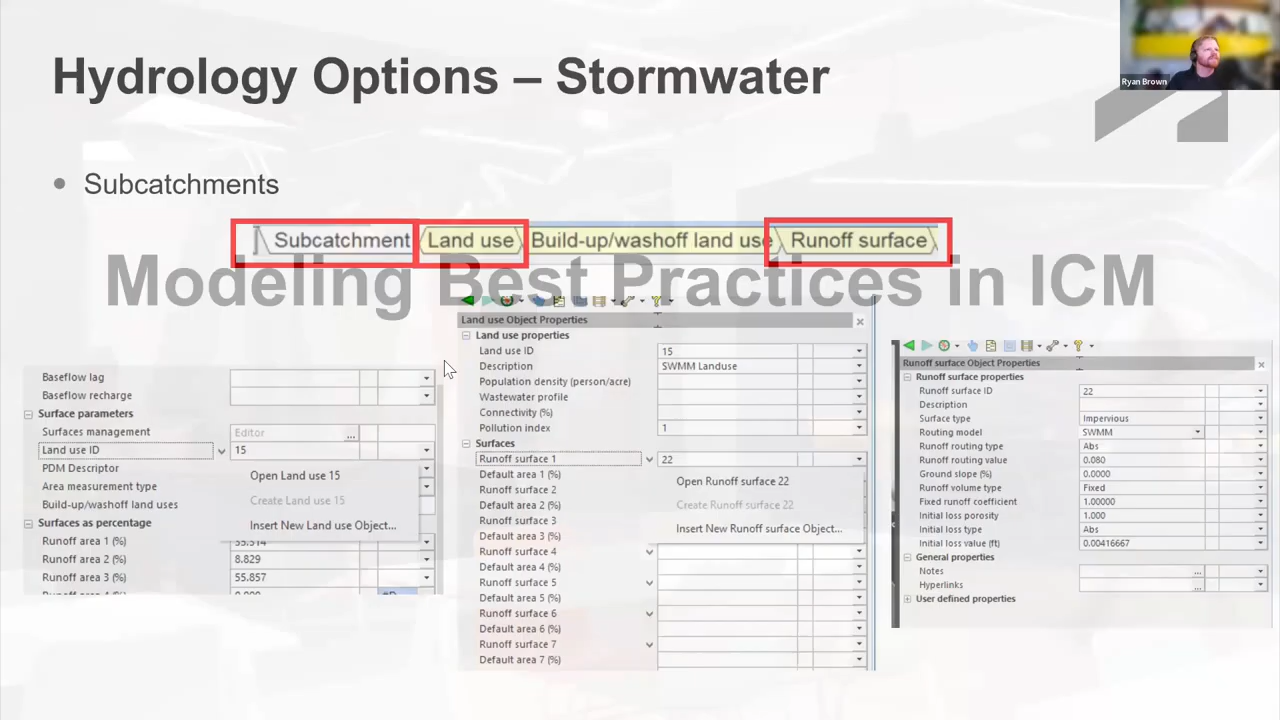 Hydrology Options – Stormwater
Ryan Brown
• Subcatchments
Subcatchment Land use Build-up/washoff land use Runoff surface
Modeling Best Practices in ICM
Baseflow lag
Baseflow recharge
Surface parameters
Surfaces management Editor ...
Land use ID 15
PDM Descriptor
Area measurement type
Build-up/washoff land uses
Open Land use 15
Create Land use 15
Insert New Land use Object...
Surfaces as percentage
Runoff area 1 (%) 35.314
Runoff area 2 (%) 8.829
Runoff area 3 (%) 55.857
Runoff area 4 (%) 0.000 #D
Land use Object Properties
Land use properties
Land use ID 15
Description SWMM Landuse
Population density (person/acre)
Wastewater profile
Connectivity (%)
Pollution index 1
Surfaces
Runoff surface 1 22
Default area 1 (%)
Runoff surface 2
Default area 2 (%)
Runoff surface 3
Default area 3 (%)
Open Runoff surface 22
Create Runoff surface 22
Insert New Runoff surface Object...
Runoff surface 4
Default area 4 (%)
Runoff surface 5
Default area 5 (%)
Runoff surface 6
Default area 6 (%)
Runoff surface 7
Default area 7 (%)
Runoff surface Object Properties
Runoff surface properties
Runoff surface ID 22
Description
Surface type Impervious
Routing model SWMM
Runoff routing type Abs
Runoff routing value 0.080
Ground slope (%) 0.0000
Runoff volume type Fixed
Fixed runoff coefficient 1.00000
Initial loss porosity 1.000
Initial loss type Abs
Initial loss value (ft) 0.00416667
General properties
Notes ...
Hyperlinks ...
User defined properties